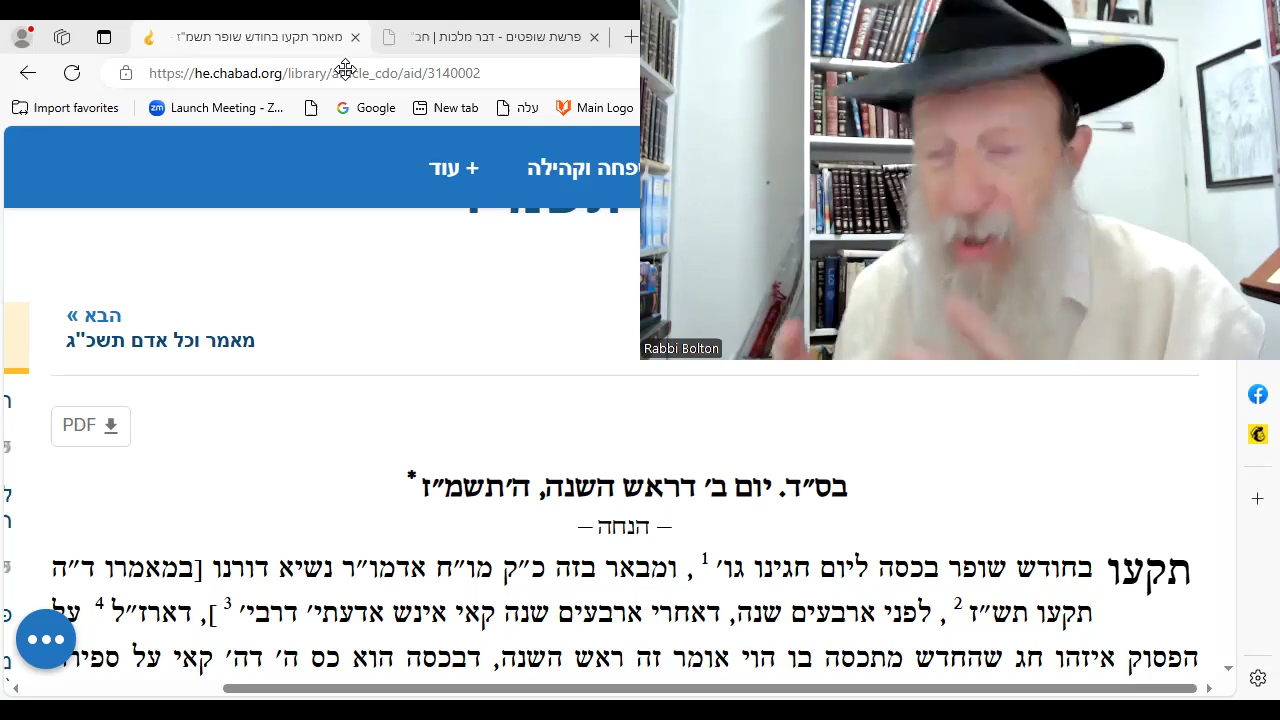 מאמר תקעו בחודש שופר תשמ"ז
פרשת שופטים - דבר מלכות | חב"
https://he.chabad.org/library/article_cdo/aid/3140002
Import favorites
Launch Meeting - Z...
Google
New tab
עלה
Main Logo
פחה וקהילה
+ עוד
הבא »
מאמר וכל אדם תשכ"ג
Rabbi Bolton
PDF
בס״ד. יום ב׳ דראש השנה, ה׳תשמ״ז *
– הנחה –
תקעו בחודש שופר בכסה ליום חגינו גו׳ 1 , ומבאר בזה כ״ק מו״ח אדמו״ר נשיא דורנו [במאמרו ד״ה
תקעו תש״ז 2 , לפני ארבעים שנה, דאחרי ארבעים שנה קאי אינש אדעתי׳ דרבי׳ 3 ], דארז״ל 4 על
הפסוק איזהו חג שהחדש מתכסה בו הוי אומר זה ראש השנה, דבכסה הוא כס ה׳ דה׳ קאי על